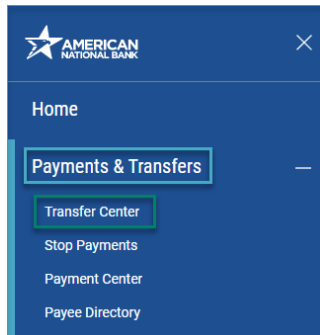 AMERICAN
NATIONAL BANK
Home
Payments & Transfers
Transfer Center
Stop Payments
Payment Center
Payee Directory